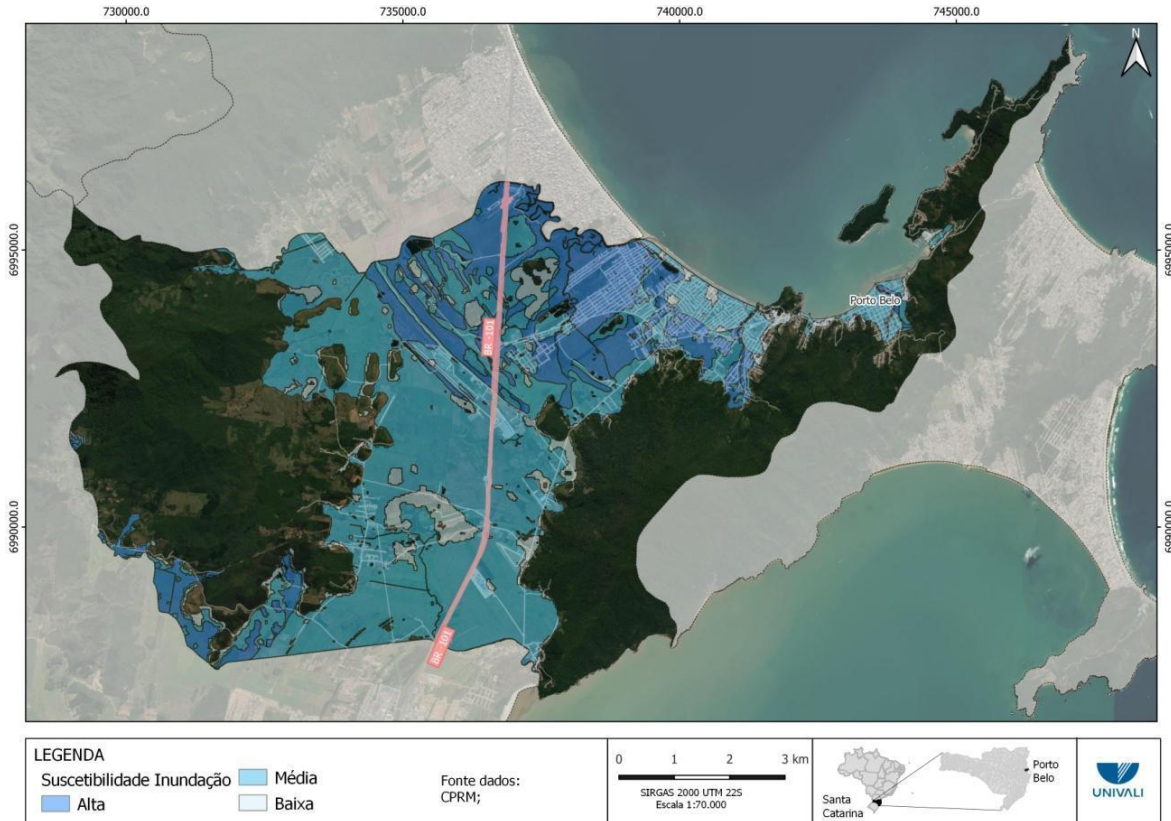 730000.0 735000.0 740000.0 745000.0
N
6995000.0 6995000.0
Porto Belo
BR-101
6990000.0 6990000.0
BR-101
LEGENDA
Suscetibilidade Inundação
Alta
Média
Baixa
Fonte dados:
CPRM;
0 1 2 3 km
SIRGAS 2000 UTM 22S
Escala 1:70.000
Santa
Catarina
Porto
Belo
UNIVALI